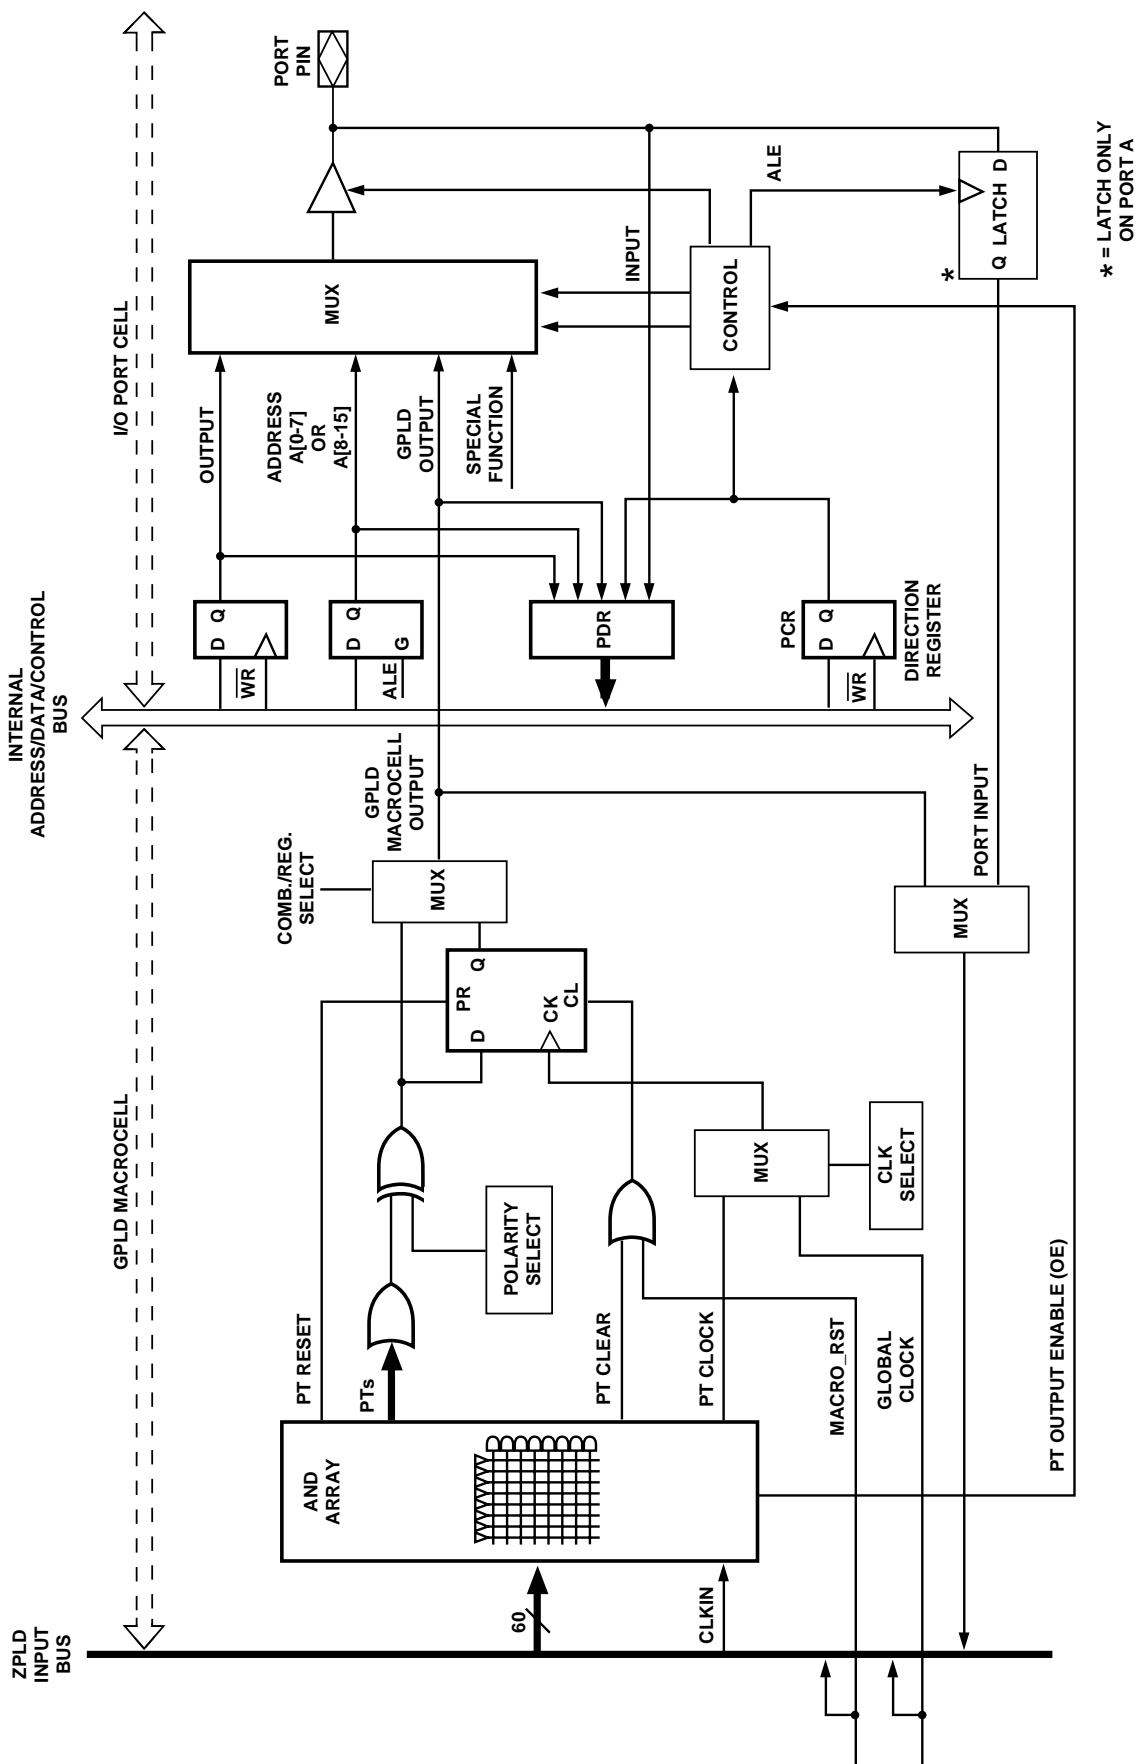 ZPLD
INPUT
BUS
GPLD MACROCELL
INTERNAL
ADDRESS/DATA/CONTROL
BUS
I/O PORT CELL
60
CLKIN
AND
ARRAY
PT RESET
PTs
PT CLEAR
PT CLOCK
MACRO_RST
GLOBAL
CLOCK
PT OUTPUT ENABLE (OE)
POLARITY
SELECT
MUX
CLK
SELECT
PR
D
Q
CK
CL
COMB./REG.
SELECT
MUX
GPLD
MACROCELL
OUTPUT
MUX
PORT INPUT
WR
D Q
ALE
D Q
G
PDR
WR
PCR
D Q
DIRECTION
REGISTER
OUTPUT
ADDRESS
A[0-7]
OR
A[8-15]
GPLD
OUTPUT
SPECIAL
FUNCTION
MUX
INPUT
CONTROL
ALE
PORT
PIN
*
Q LATCH D
* = LATCH ONLY
ON PORT A